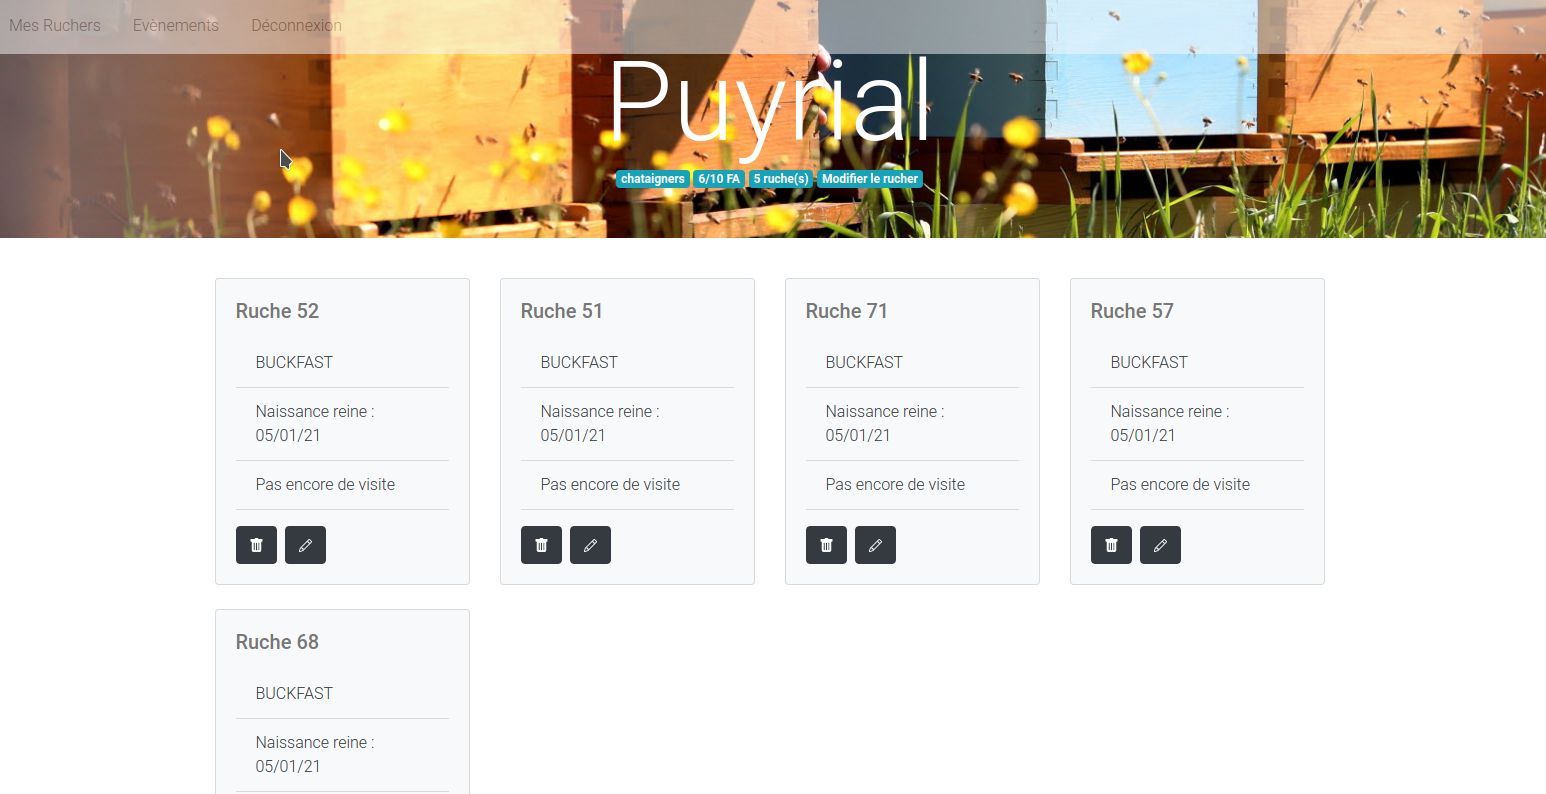 Mes Ruchers Evènements Déconnexion
Puyrial
chataigners 6/10 FA 5 ruche(s) Modifier le rucher
Ruche 52
BUCKFAST
Naissance reine :
05/01/21
Pas encore de visite
Ruche 51
BUCKFAST
Naissance reine :
05/01/21
Pas encore de visite
Ruche 71
BUCKFAST
Naissance reine :
05/01/21
Pas encore de visite
Ruche 57
BUCKFAST
Naissance reine :
05/01/21
Pas encore de visite
Ruche 68
BUCKFAST
Naissance reine :
05/01/21